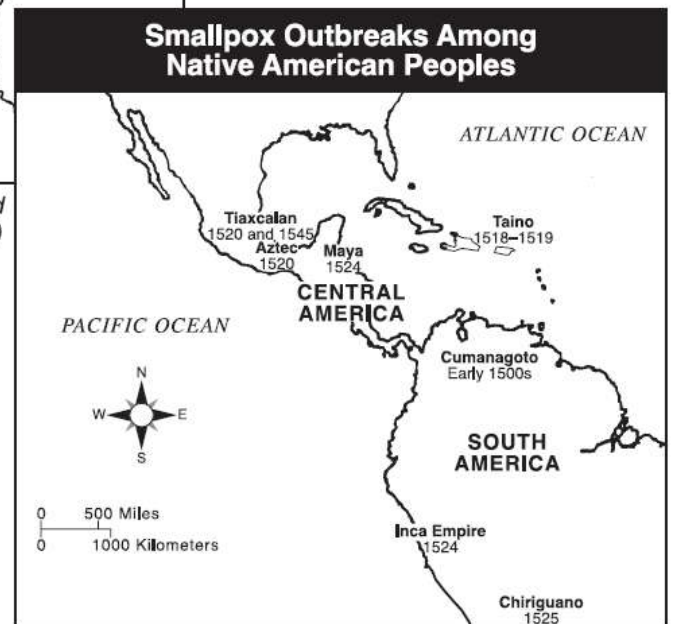 Smallpox Outbreaks Among
Native American Peoples
ATLANTIC OCEAN
Tiaxcalan
1520 and 1545
Aztec
1520
Maya
1524
Taino
1518–1519
CENTRAL
AMERICA
PACIFIC OCEAN
Cumanagoto
Early 1500s
N
W
E
S
SOUTH
AMERICA
0 500 Miles
0 1000 Kilometers
Inca Empire
1524
Chiriguano
1525